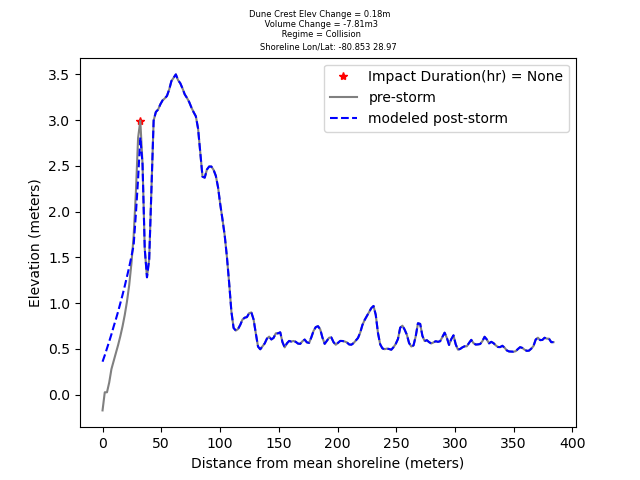 Dune Crest Elev Change = 0.18m
Volume Change = -7.81m3
Regime = Collision
Shoreline Lon/Lat: -80.853 28.97
Impact Duration(hr) = None
pre-storm
modeled post-storm
Elevation (meters)
3.5
3.0
2.5
2.0
1.5
1.0
0.5
0.0
0 50 100 150 200 250 300 350 400
Distance from mean shoreline (meters)